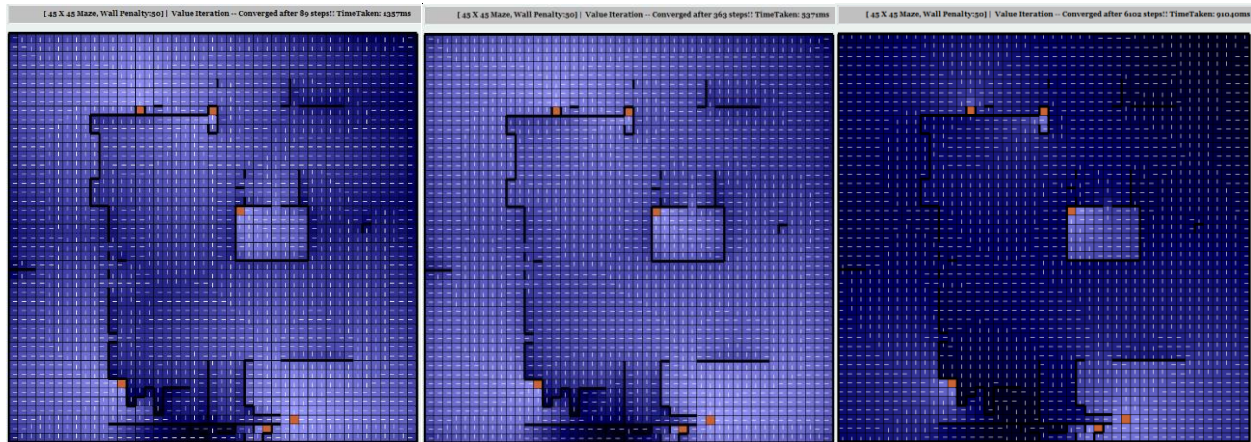 [ 45 X 45 Maze, Wall Penalty:50] | Value Iteration -- Converged after 89 steps!! TimeTaken: 1357ms
[ 45 X 45 Maze, Wall Penalty:50] | Value Iteration -- Converged after 363 steps!! TimeTaken: 5371ms
[ 45 X 45 Maze, Wall Penalty:50] | Value Iteration -- Converged after 6102 steps!! TimeTaken: 91040ms